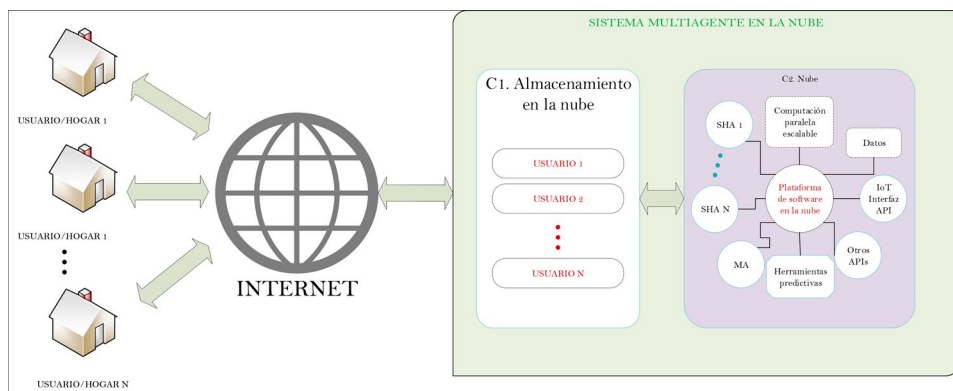 SISTEMA MULTIAGENTE EN LA NUBE
USUARIO/HOGAR 1
USUARIO/HOGAR 1
USUARIO/HOGAR N
INTERNET
C1. Almacenamiento
en la nube
USUARIO 1
USUARIO 2
USUARIO N
C2. Nube
SHA 1
Computación
paralela
escalable
Datos
SHA N
Plataforma
de software
en la nube
IoT
Interfaz
API
MA
Herramientas
predictivas
Otros
APIs